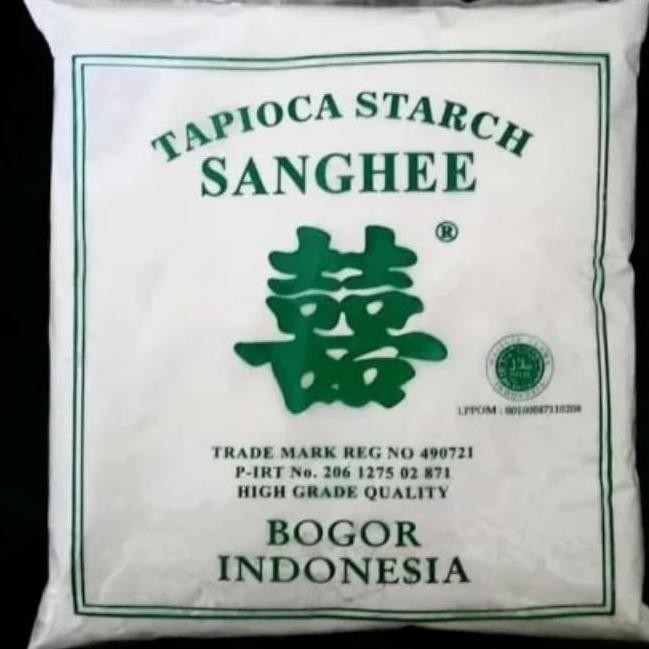 TAPIOCA STARCH
SANGHEE
®
囍
LPPOM : 00100047110208
TRADE MARK REG NO 490721
P-IRT No. 206 1275 02 871
HIGH GRADE QUALITY
BOGOR
INDONESIA